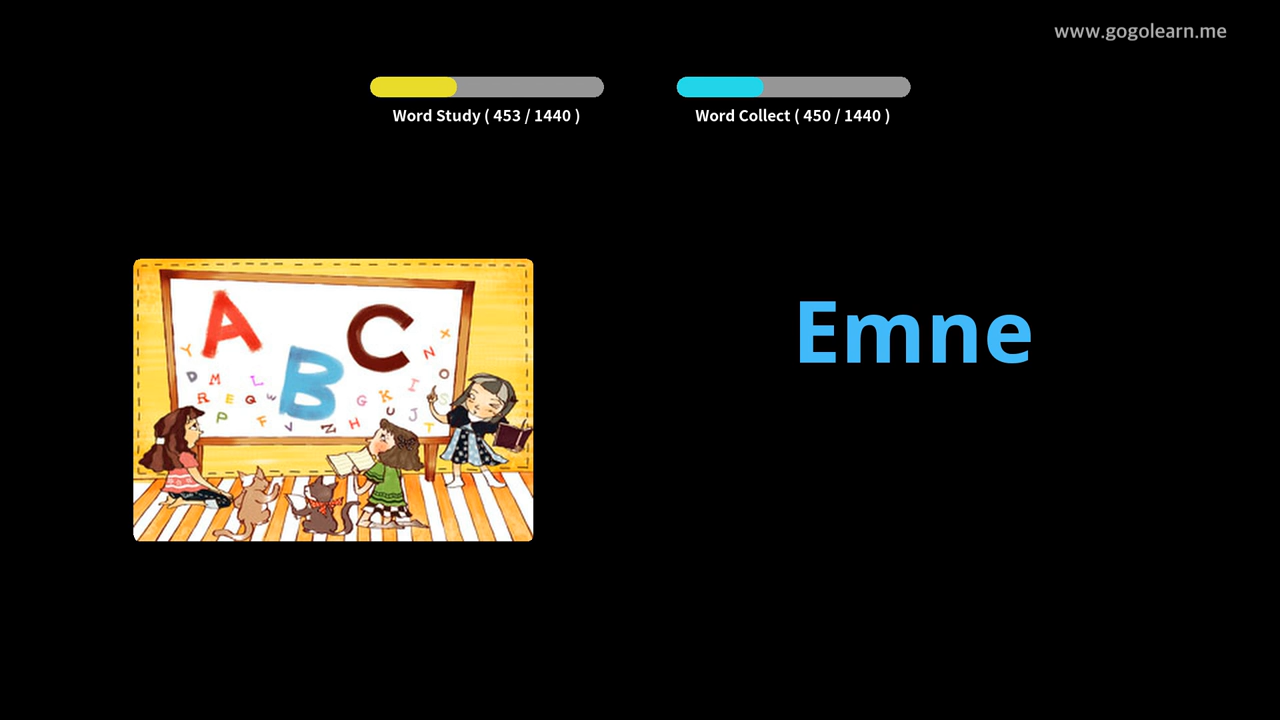 www.gogolearn.me
Word Study ( 453 / 1440 )
Word Collect ( 450 / 1440 )
Emne
A
B
C
Y
X
N
D
M
L
O
I
R
E
Q
W
G
K
S
P
F
V
Z
H
U
J
T